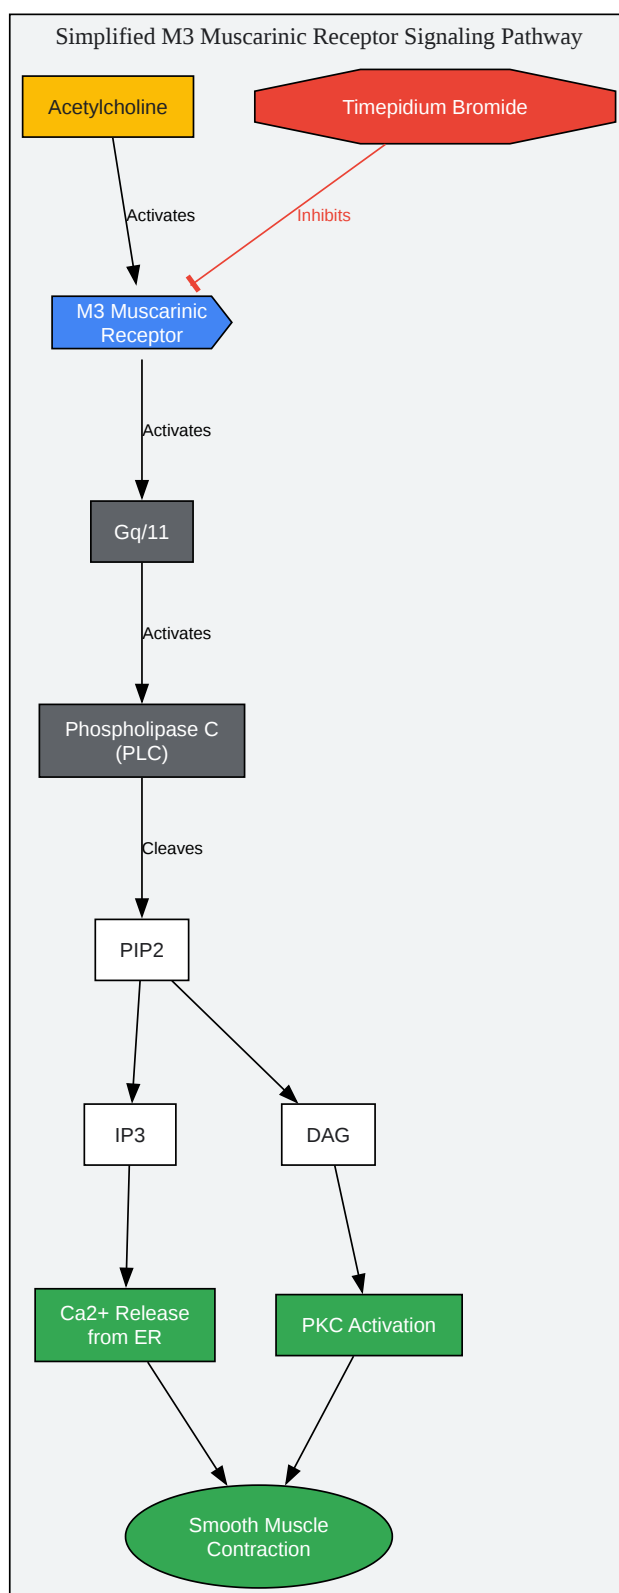 Simplified M3 Muscarinic Receptor Signaling Pathway
Acetylcholine
Timepidium Bromide
Activates
Inhibits
M3 Muscarinic
Receptor
Activates
Gq/11
Activates
Phospholipase C
(PLC)
Cleaves
PIP2
IP3
DAG
Ca2+ Release
from ER
PKC Activation
Smooth Muscle
Contraction